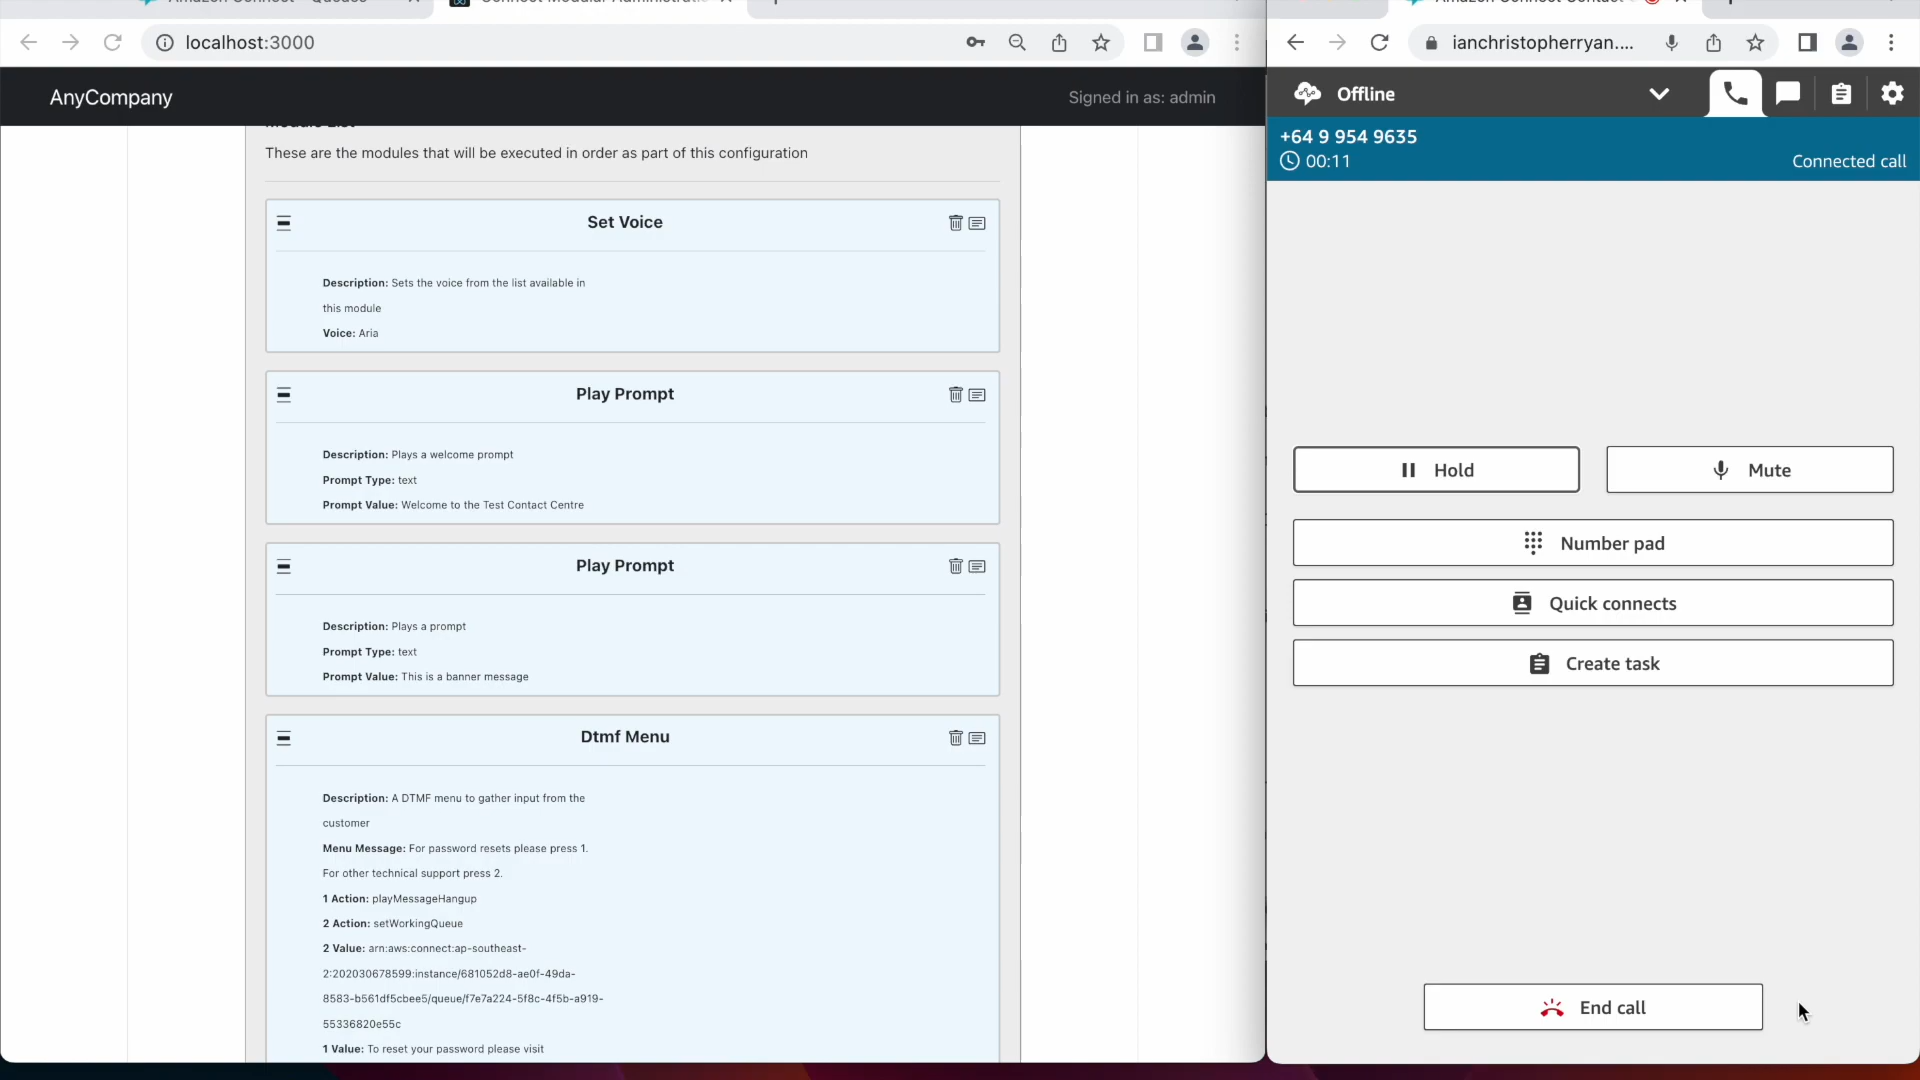 localhost:3000
AnyCompany
Signed in as: admin
These are the modules that will be executed in order as part of this configuration
Set Voice
Description: Sets the voice from the list available in
this module
Voice: Aria
Play Prompt
Description: Plays a welcome prompt
Prompt Type: text
Prompt Value: Welcome to the Test Contact Centre
Play Prompt
Description: Plays a prompt
Prompt Type: text
Prompt Value: This is a banner message
Dtmf Menu
Description: A DTMF menu to gather input from the
customer
Menu Message: For password resets please press 1.
For other technical support press 2.
1 Action: playMessageHangup
2 Action: setWorkingQueue
2 Value: arn:aws:connect:ap-southeast-
2:202030678599:instance/681052d8-ae0f-49da-
8583-b561df5cbee5/queue/f7e7a224-5f8c-4f5b-a919-
55336820e55c
1 Value: To reset your password please visit
ianchristopherryan....
Offline
+64 9 954 9635
00:11
Connected call
Hold
Mute
Number pad
Quick connects
Create task
End call